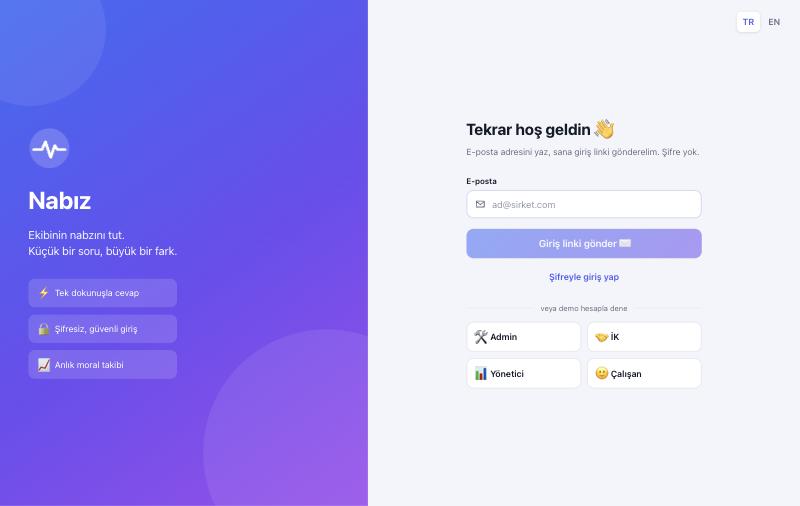 Nabız
Ekibinin nabzını tut.
Küçük bir soru, büyük bir fark.
⚡ Tek dokunuşla cevap
🔒 Şifresiz, güvenli giriş
📈 Anlık moral takibi
TR EN
Tekrar hoş geldin 👋
E-posta adresini yaz, sana giriş linki gönderelim. Şifre yok.
E-posta
ad@sirket.com
Giriş linki gönder ✉️
Şifreyle giriş yap
veya demo hesapla dene
🛠️ Admin
🤝 İK
📊 Yönetici
🙂 Çalışan